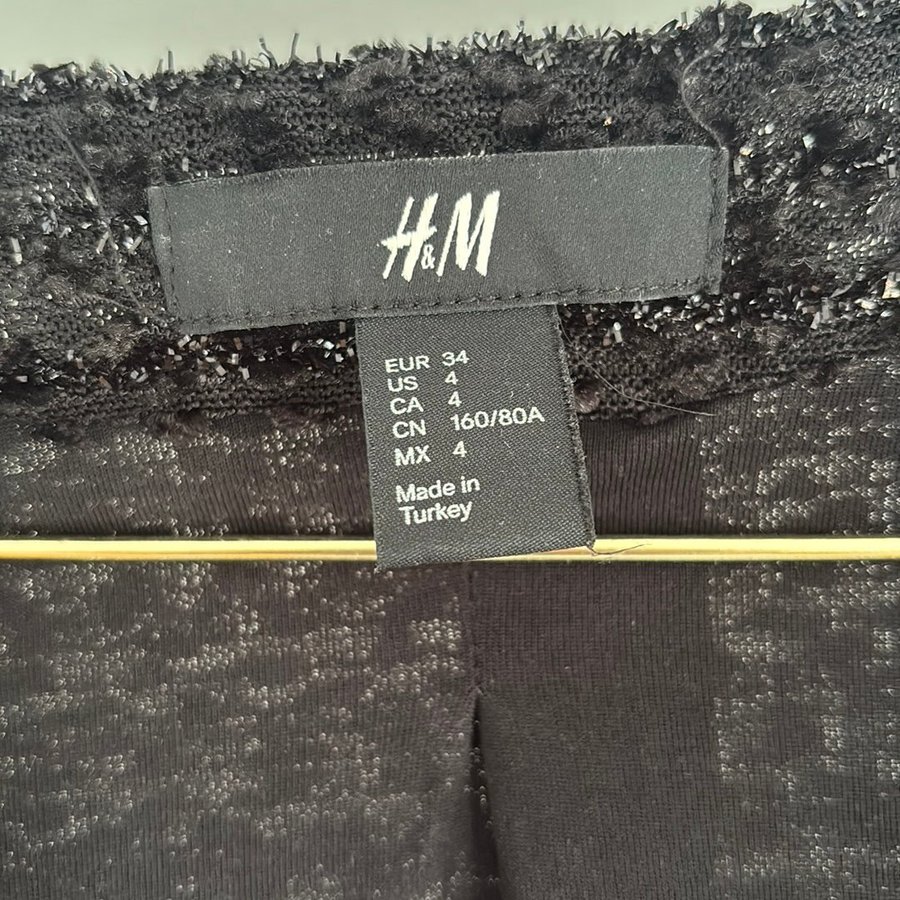 H&M
EUR 34
US 4
CA 4
CN 160/80A
MX 4
Made in
Turkey